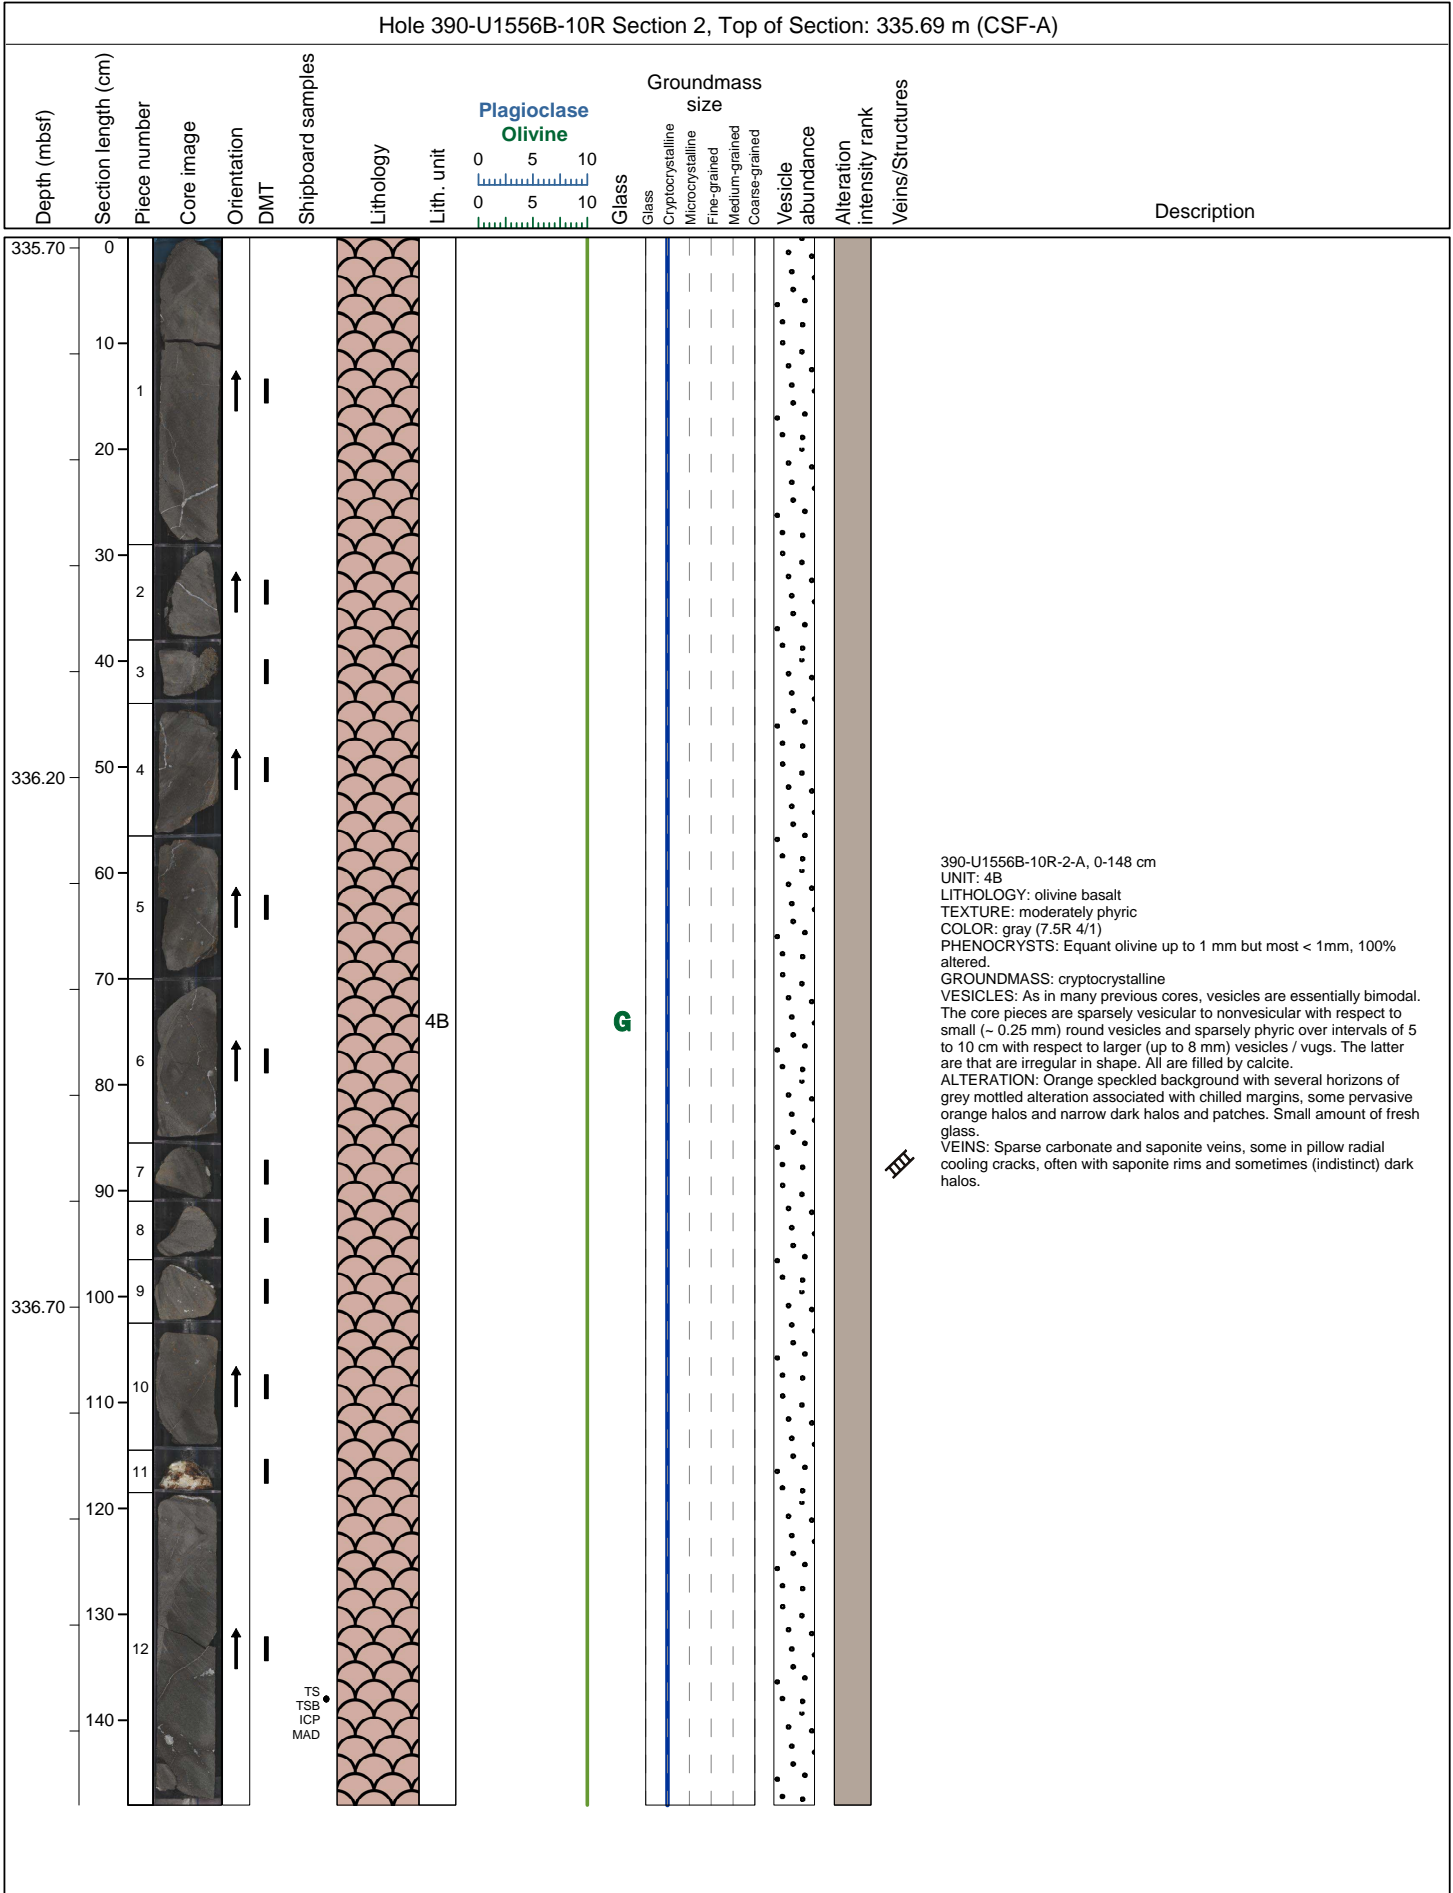 Hole 390-U1556B-10R Section 2, Top of Section: 335.69 m (CSF-A)
Depth (mbsf)
Section length (cm)
Piece number
Core image
Orientation
DMT
Shipboard samples
Lithology
Lith. unit
Plagioclase
Olivine
0 5 10
0 5 10
Glass
Groundmass
size
Glass
Cryptocrystalline
Microcrystalline
Fine-grained
Medium-grained
Coarse-grained
Vesicle
abundance
Alteration
intensity rank
Veins/Structures
Description
335.70
336.20
336.70
0
10
20
30
40
50
60
70
80
90
100
110
120
130
140
1
2
3
4
5
6
7
8
9
10
11
12
TS
TSB
ICP
MAD
4B
G
390-U1556B-10R-2-A, 0-148 cm
UNIT: 4B
LITHOLOGY: olivine basalt
TEXTURE: moderately phyric
COLOR: gray (7.5R 4/1)
PHENOCRYSTS: Equant olivine up to 1 mm but most < 1mm, 100%
altered.
GROUNDMASS: cryptocrystalline
VESICLES: As in many previous cores, vesicles are essentially bimodal.
The core pieces are sparsely vesicular to nonvesicular with respect to
small (~ 0.25 mm) round vesicles and sparsely phyric over intervals of 5
to 10 cm with respect to larger (up to 8 mm) vesicles / vugs. The latter
are that are irregular in shape. All are filled by calcite.
ALTERATION: Orange speckled background with several horizons of
grey mottled alteration associated with chilled margins, some pervasive
orange halos and narrow dark halos and patches. Small amount of fresh
glass.
VEINS: Sparse carbonate and saponite veins, some in pillow radial
cooling cracks, often with saponite rims and sometimes (indistinct) dark
halos.